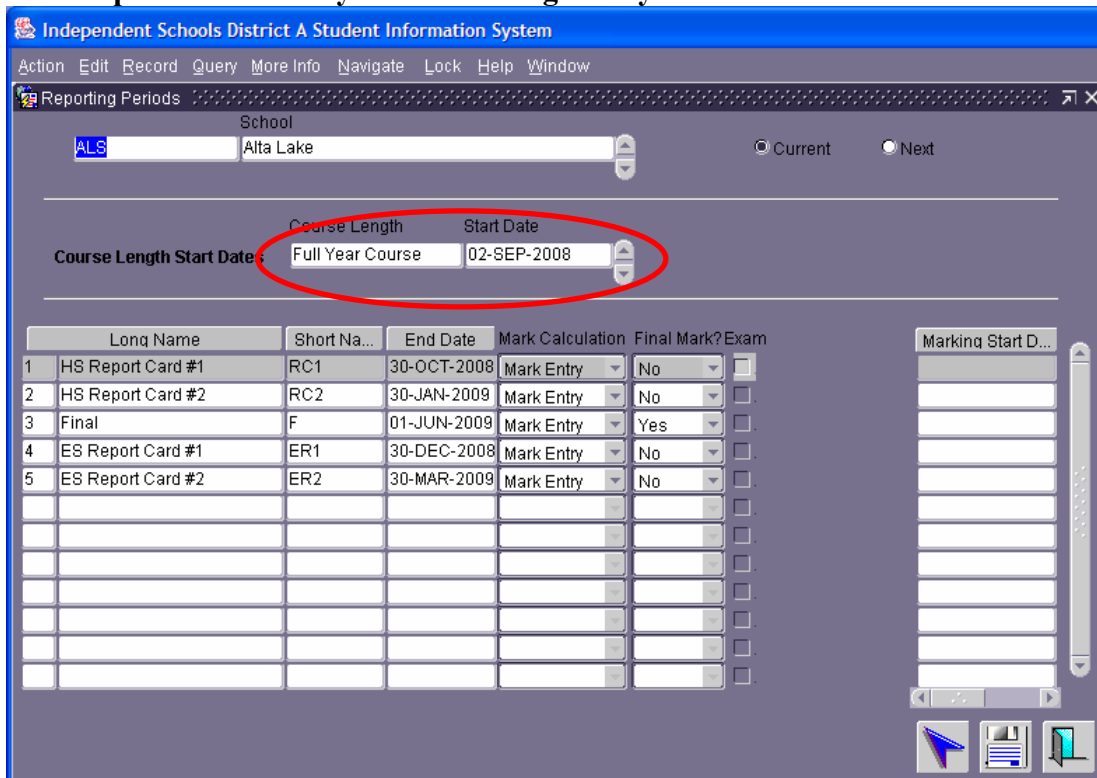 Independent Schools District A Student Information System
Action Edit Record Query More Info Navigate Lock Help Window
Reporting Periods
School
ALS Alta Lake Current Next
Course Length Start Date
Course Length Start Dates Full Year Course 02-SEP-2008
Long Name Short Na... End Date Mark Calculation Final Mark? Exam Marking Start D...
1 HS Report Card #1 RC1 30-OCT-2008 Mark Entry No
2 HS Report Card #2 RC2 30-JAN-2009 Mark Entry No
3 Final F 01-JUN-2009 Mark Entry Yes
4 ES Report Card #1 ER1 30-DEC-2008 Mark Entry No
5 ES Report Card #2 ER2 30-MAR-2009 Mark Entry No